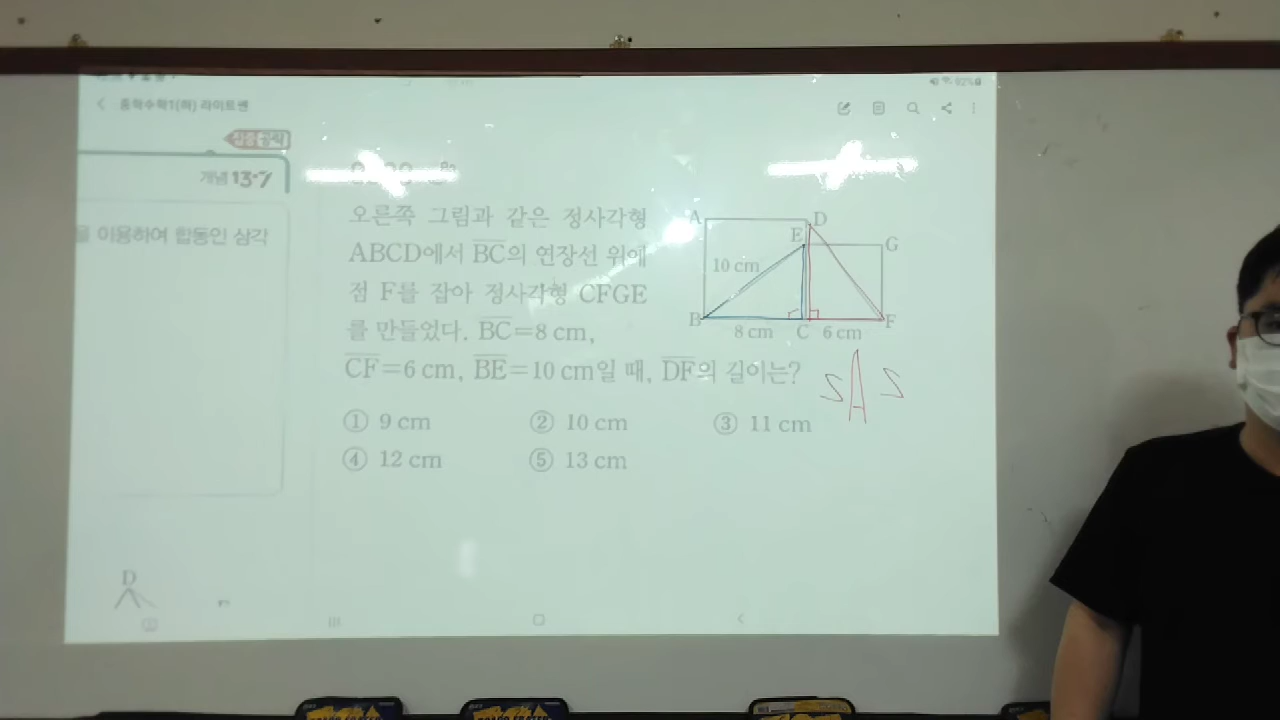 92%
중학수학1(하) 라이트쎈
개념 13·7
를 이용하여 합동인 삼각
오른쪽 그림과 같은 정사각형
ABCD에서 BC의 연장선 위에
점 F를 잡아 정사각형 CFGE
를 만들었다. BC=8 cm,
CF=6 cm, BE=10 cm일 때, DF의 길이는?
① 9 cm ② 10 cm ③ 11 cm
④ 12 cm ⑤ 13 cm
A D
E G
10 cm
B C F
8 cm 6 cm
S A S
D